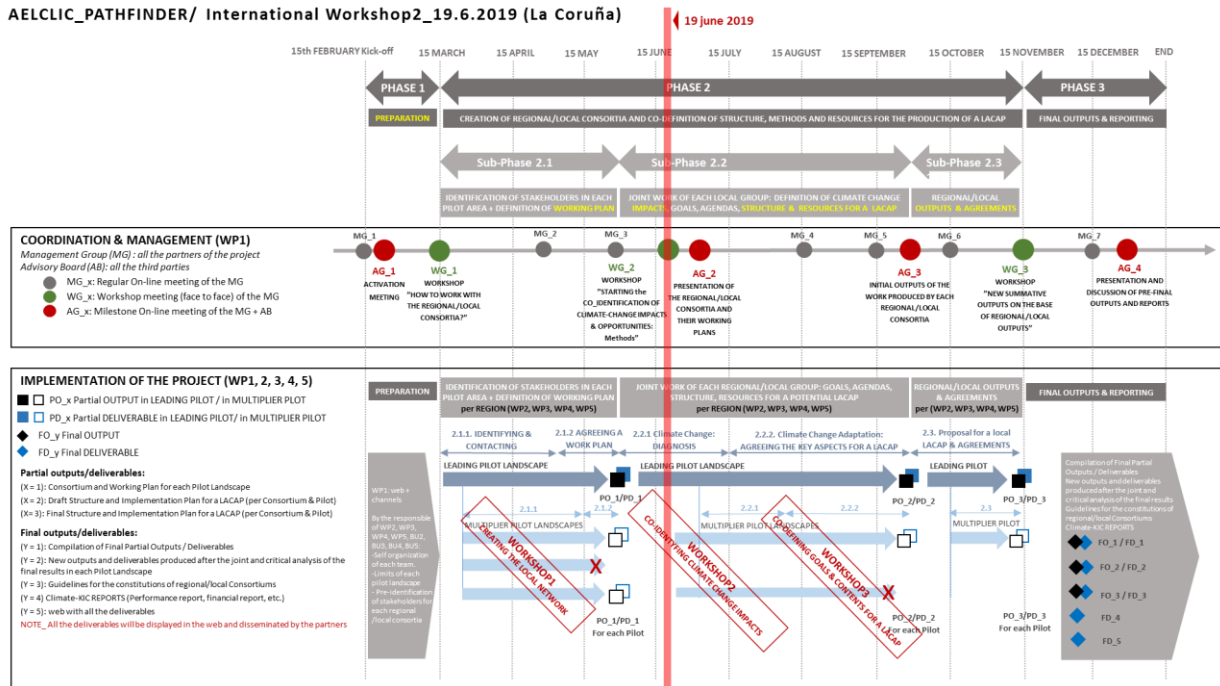 AELCLIC_PATHFINDER/ International Workshop2_19.6.2019 (La Coruña)
19 june 2019
15th FEBRUARY Kick-off
15 MARCH
15 APRIL
15 MAY
15 JUNE
15 JULY
15 AUGUST
15 SEPTEMBER
15 OCTOBER
15 NOVEMBER
15 DECEMBER
END
PHASE 1
PHASE 2
PHASE 3
PREPARATION
CREATION OF REGIONAL/LOCAL CONSORTIA AND CO-DEFINITION OF STRUCTURE, METHODS AND RESOURCES FOR THE PRODUCTION OF A LACAP
FINAL OUTPUTS & REPORTING
Sub-Phase 2.1
Sub-Phase 2.2
Sub-Phase 2.3
IDENTIFICATION OF STAKEHOLDERS IN EACH
PILOT AREA + DEFINITION OF WORKING PLAN
JOINT WORK OF EACH LOCAL GROUP: DEFINITION OF CLIMATE CHANGE
IMPACTS, GOALS, AGENDAS, STRUCTURE & RESOURCES FOR A LACAP
REGIONAL/LOCAL
OUTPUTS & AGREEMENTS
COORDINATION & MANAGEMENT (WP1)
Management Group (MG) : all the partners of the project
Advisory Board (AB): all the third parties
MG_x: Regular On-line meeting of the MG
WG_x: Workshop meeting (face to face) of the MG
AG_x: Milestone On-line meeting of the MG + AB
MG_1
MG_2
MG_3
MG_4
MG_5
MG_6
MG_7
AG_1
ACTIVATION
MEETING
WG_1
WORKSHOP
"HOW TO WORK WITH
THE REGIONAL/LOCAL
CONSORTIA?"
WG_2
WORKSHOP
"STARTING the
CO_IDENTIFICATION OF
CLIMATE-CHANGE IMPACTS
& OPPORTUNITIES:
Methods"
AG_2
PRESENTATION OF
THE REGIONAL/LOCAL
CONSORTIA AND
THEIR WORKING
PLANS
AG_3
INITIAL OUTPUTS OF
THE WORK PRODUCED BY EACH
REGIONAL/LOCAL
CONSORTIA
WG_3
WORKSHOP
"NEW SUMMATIVE
OUTPUTS ON THE BASE
OF REGIONAL/LOCAL
OUTPUTS"
AG_4
PRESENTATION AND
DISCUSSION OF PRE-FINAL
OUTPUTS AND REPORTS
IMPLEMENTATION OF THE PROJECT (WP1, 2, 3, 4, 5)
PO_x Partial OUTPUT in LEADING PILOT/ in MULTIPLIER PLOT
PD_x Partial DELIVERABLE in LEADING PILOT/ in MULTIPLIER PILOT
FO_y Final OUTPUT
FD_y Final DELIVERABLE
Partial outputs/deliverables:
(X = 1): Consortium and Working Plan for each Pilot Landscape
(X = 2): Draft Structure and Implementation Plan for a LACAP (per Consortium & Pilot)
(X= 3): Final Structure and Implementation Plan for a LACAP (per Consortium & Pilot)
Final outputs/deliverables:
(Y = 1): Compilation of Final Partial Outputs / Deliverables
(Y = 2): New outputs and deliverables produced after the joint and critical analysis of the
final results in each Pilot Landscape
(Y = 3): Guidelines for the constitutions of regional/local Consortiums
(Y = 4) Climate-KIC REPORTS (Performance report, financial report, etc.)
(Y = 5): web with all the deliverables
NOTE_ All the deliverables will be displayed in the web and disseminated by the partners
PREPARATION
IDENTIFICATION OF STAKEHOLDERS IN EACH
PILOT AREA + DEFINITION OF WORKING PLAN
per REGION (WP2, WP3, WP4, WP5)
JOINT WORK OF EACH REGIONAL/LOCAL GROUP: GOALS, AGENDAS,
STRUCTURE, RESOURCES FOR A POTENTIAL LACAP
per REGION (WP2, WP3, WP4, WP5)
REGIONAL/LOCAL OUTPUTS
& AGREEMENTS
per (WP2, WP3, WP4, WP5)
FINAL OUTPUTS & REPORTING
2.1.1. IDENTIFYING &
CONTACTING
2.1.2 AGREEING A
WORK PLAN
2.2.1 Climate Change:
DIAGNOSIS
2.2.2. Climate Change Adaptation:
AGREEING THE KEY ASPECTS FOR A LACAP
2.3. Proposal for a local
LACAP & AGREEMENTS
LEADING PILOT LANDSCAPE
LEADING PILOT LANDSCAPE
LEADING PILOT
PO_1/PD_1
PO_2/PD_2
PO_3/PD_3
WP1: web +
channels
By the responsible
of WP2, WP3,
WP4, WP5, BU2,
BU3, BU4, BU5:
-Self organization
of each team.
-Limits of each
pilot landscape
- Pre-identification
of stakeholders for
each regional
/local consortia
2.1.1
2.1.2
MULTIPLIER PILOT LANDSCAPES
2.2.1
2.2.2
MULTIPLIER PILOT LANDSCAPES
2.3
MULTIPLIER PILOT
X
X
WORKSHOP1
CREATING THE LOCAL NETWORK
WORKSHOP2
CO-IDENTIFYING CLIMATE CHANGE IMPACTS
WORKSHOP3
CO-DEFINING GOALS & CONTENTS FOR A LACAP
PO_1/PD_1
For each Pilot
PO_2/PD_2
For each Pilot
PO_3/PD_3
For each Pilot
Compilation of Final Partial
Outputs / Deliverables
New outputs and deliverables
produced after the joint and
critical analysis of the final results
Guidelines for the constitutions of
regional/local Consortiums
Climate-KIC REPORTS
FO_1 / FD_1
FO_2 / FD_2
FO_3 / FD_3
FD_4
FD_5